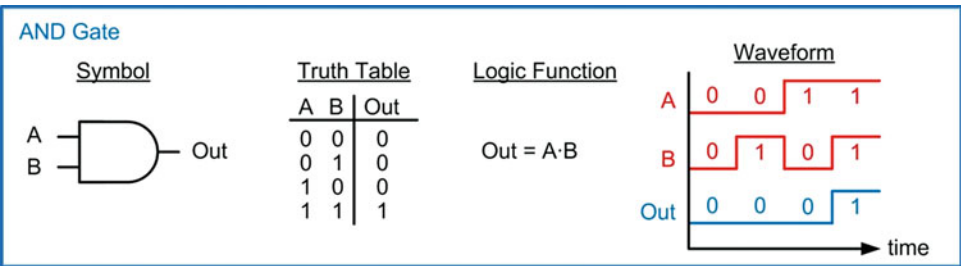 AND Gate
Symbol
A
B
Out
Truth Table
A B Out
0 0 0
0 1 0
1 0 0
1 1 1
Logic Function
Out = A·B
Waveform
A 0 0 1 1
B 0 1 0 1
Out 0 0 0 1
time